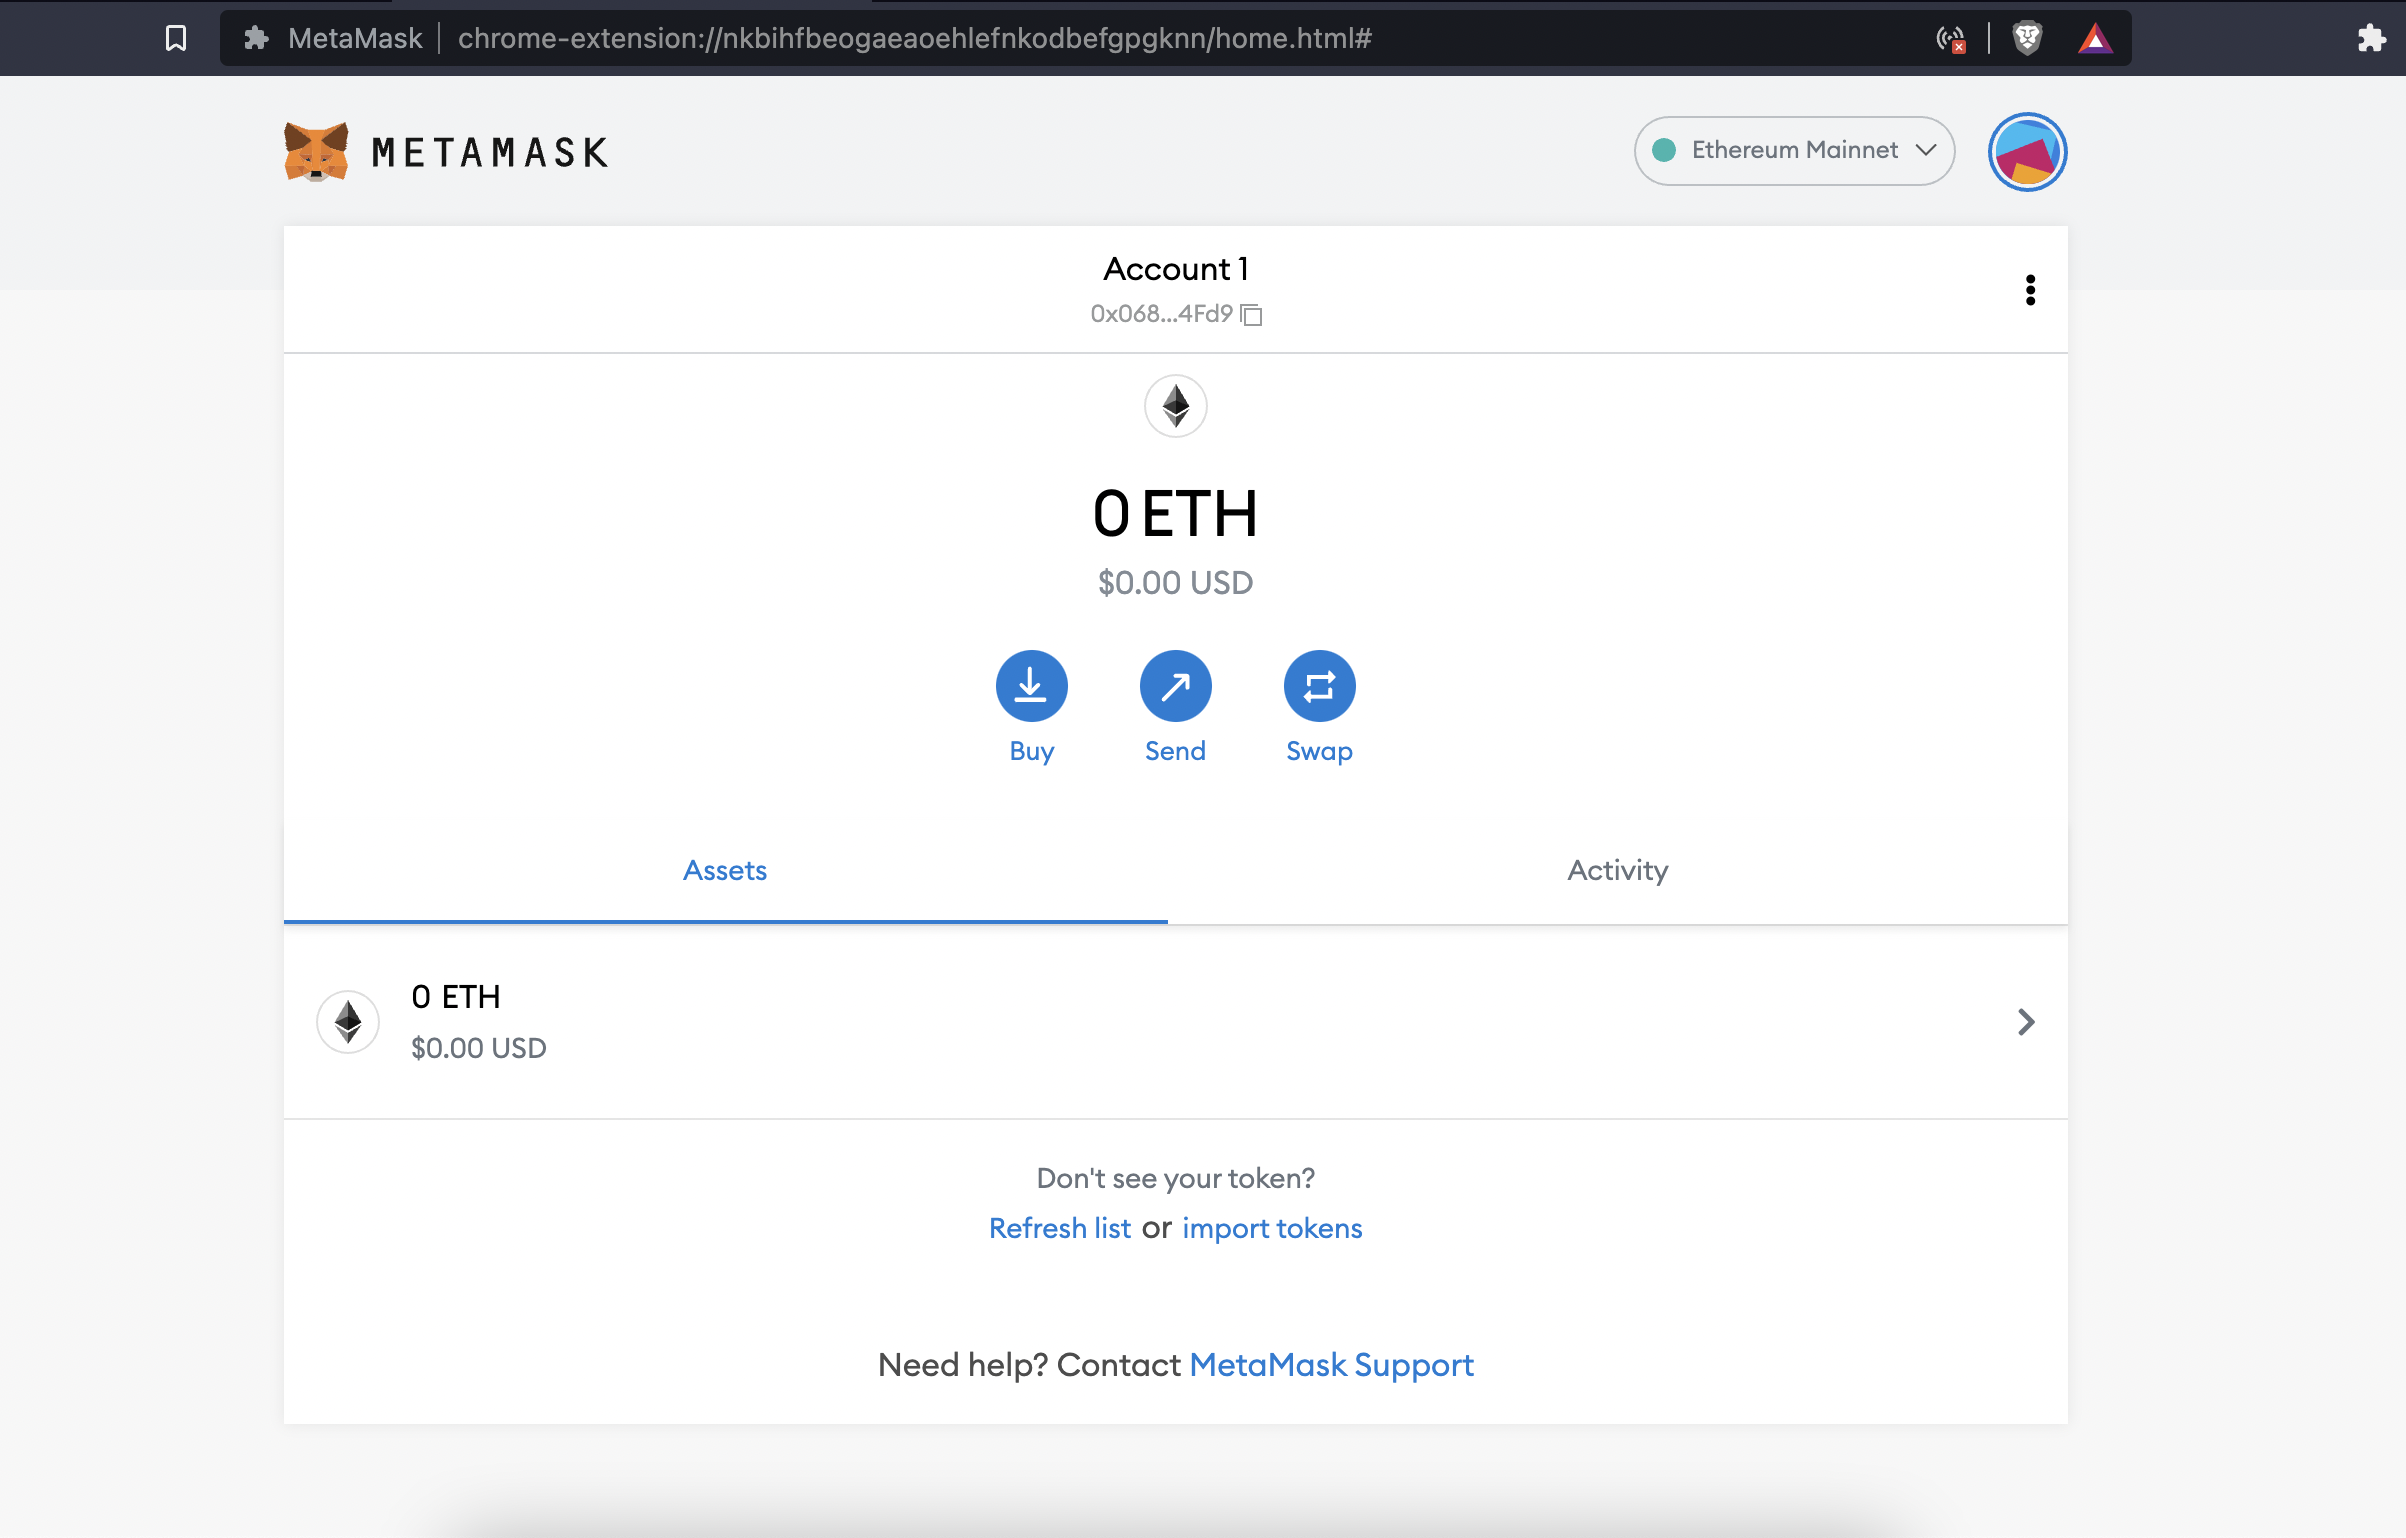 MetaMask
chrome-extension://nkbihfbeogaeaoehlefnkodbefgpgknn/home.html#
METAMASK
Ethereum Mainnet
Account 1
0x068...4Fd9
0 ETH
$0.00 USD
Buy
Send
Swap
Assets
Activity
0 ETH
$0.00 USD
Don't see your token?
Refresh list or import tokens
Need help? Contact MetaMask Support